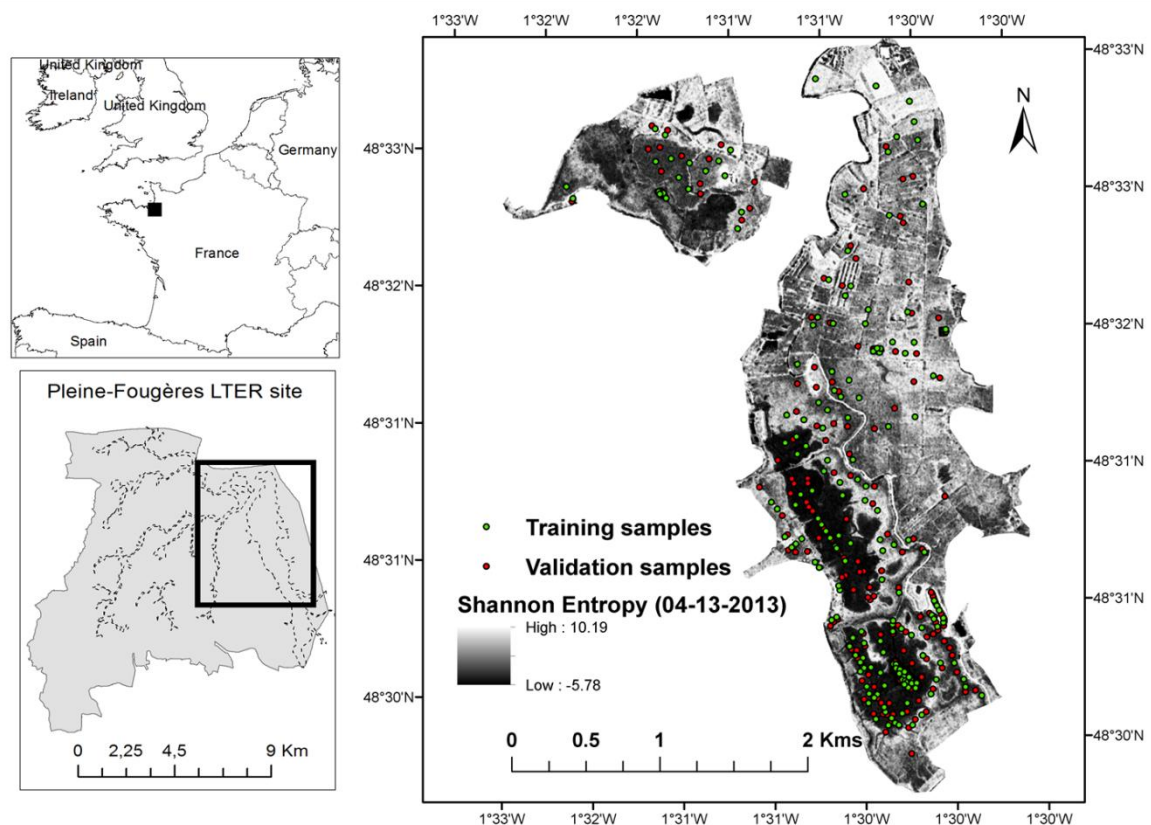 United Kingdom
Ireland
United Kingdom
Germany
France
Spain
Pleine-Fougères LTER site
0 2,25 4,5 9 Km
1°33'W 1°32'W 1°32'W 1°31'W 1°31'W 1°30'W 1°30'W
48°33'N
48°33'N
48°32'N
48°31'N
48°31'N
48°30'N
48°33'N
48°33'N
48°32'N
48°31'N
48°31'N
48°30'N
N
Training samples
Validation samples
Shannon Entropy (04-13-2013)
High : 10.19
Low : -5.78
0 0.5 1 2 Kms
1°33'W 1°32'W 1°31'W 1°31'W 1°30'W 1°30'W 1°30'W